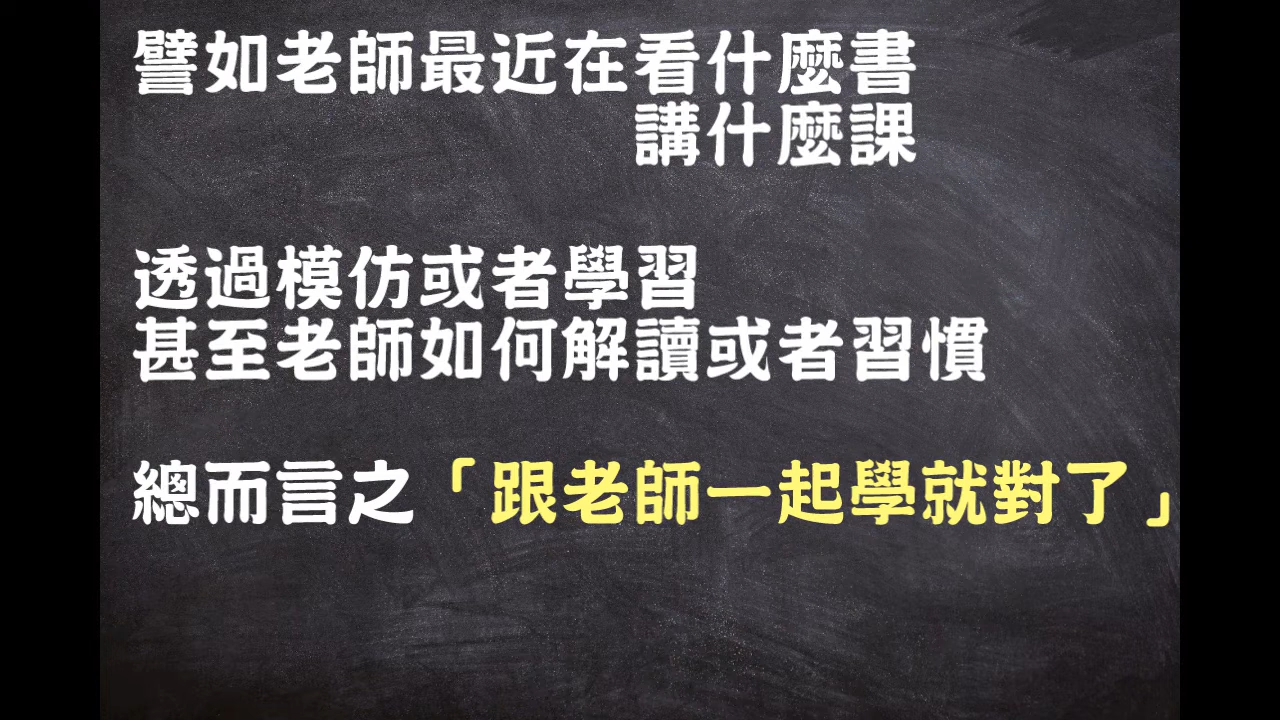 譬如老師最近在看什麼書
講什麼課
透過模仿或者學習
甚至老師如何解讀或者習慣
總而言之「跟老師一起學就對了」